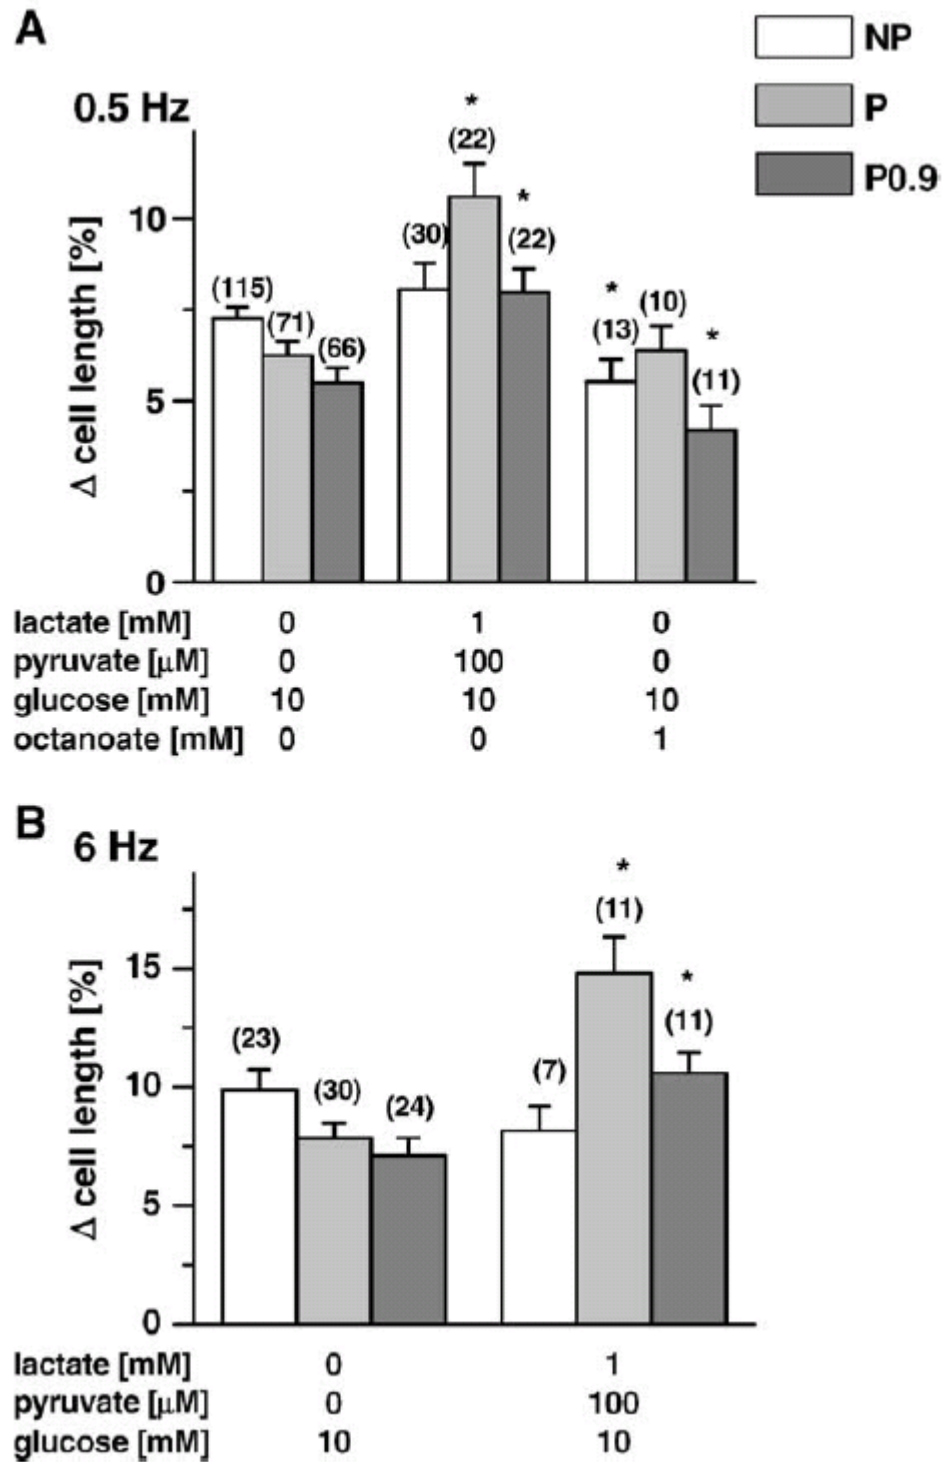 A
NP
P
P0.9
0.5 Hz
*
(22)
*
(30)
(22)
(115)
(71)
(66)
*
(10)
(13)
*
(11)
Δ cell length [%]
10
5
0
lactate [mM] 0 1 0
pyruvate [µM] 0 100 0
glucose [mM] 10 10 10
octanoate [mM] 0 0 1
B
6 Hz
*
(11)
*
(11)
(23)
(30)
(24)
(7)
Δ cell length [%]
15
10
5
0
lactate [mM] 0 1
pyruvate [µM] 0 100
glucose [mM] 10 10